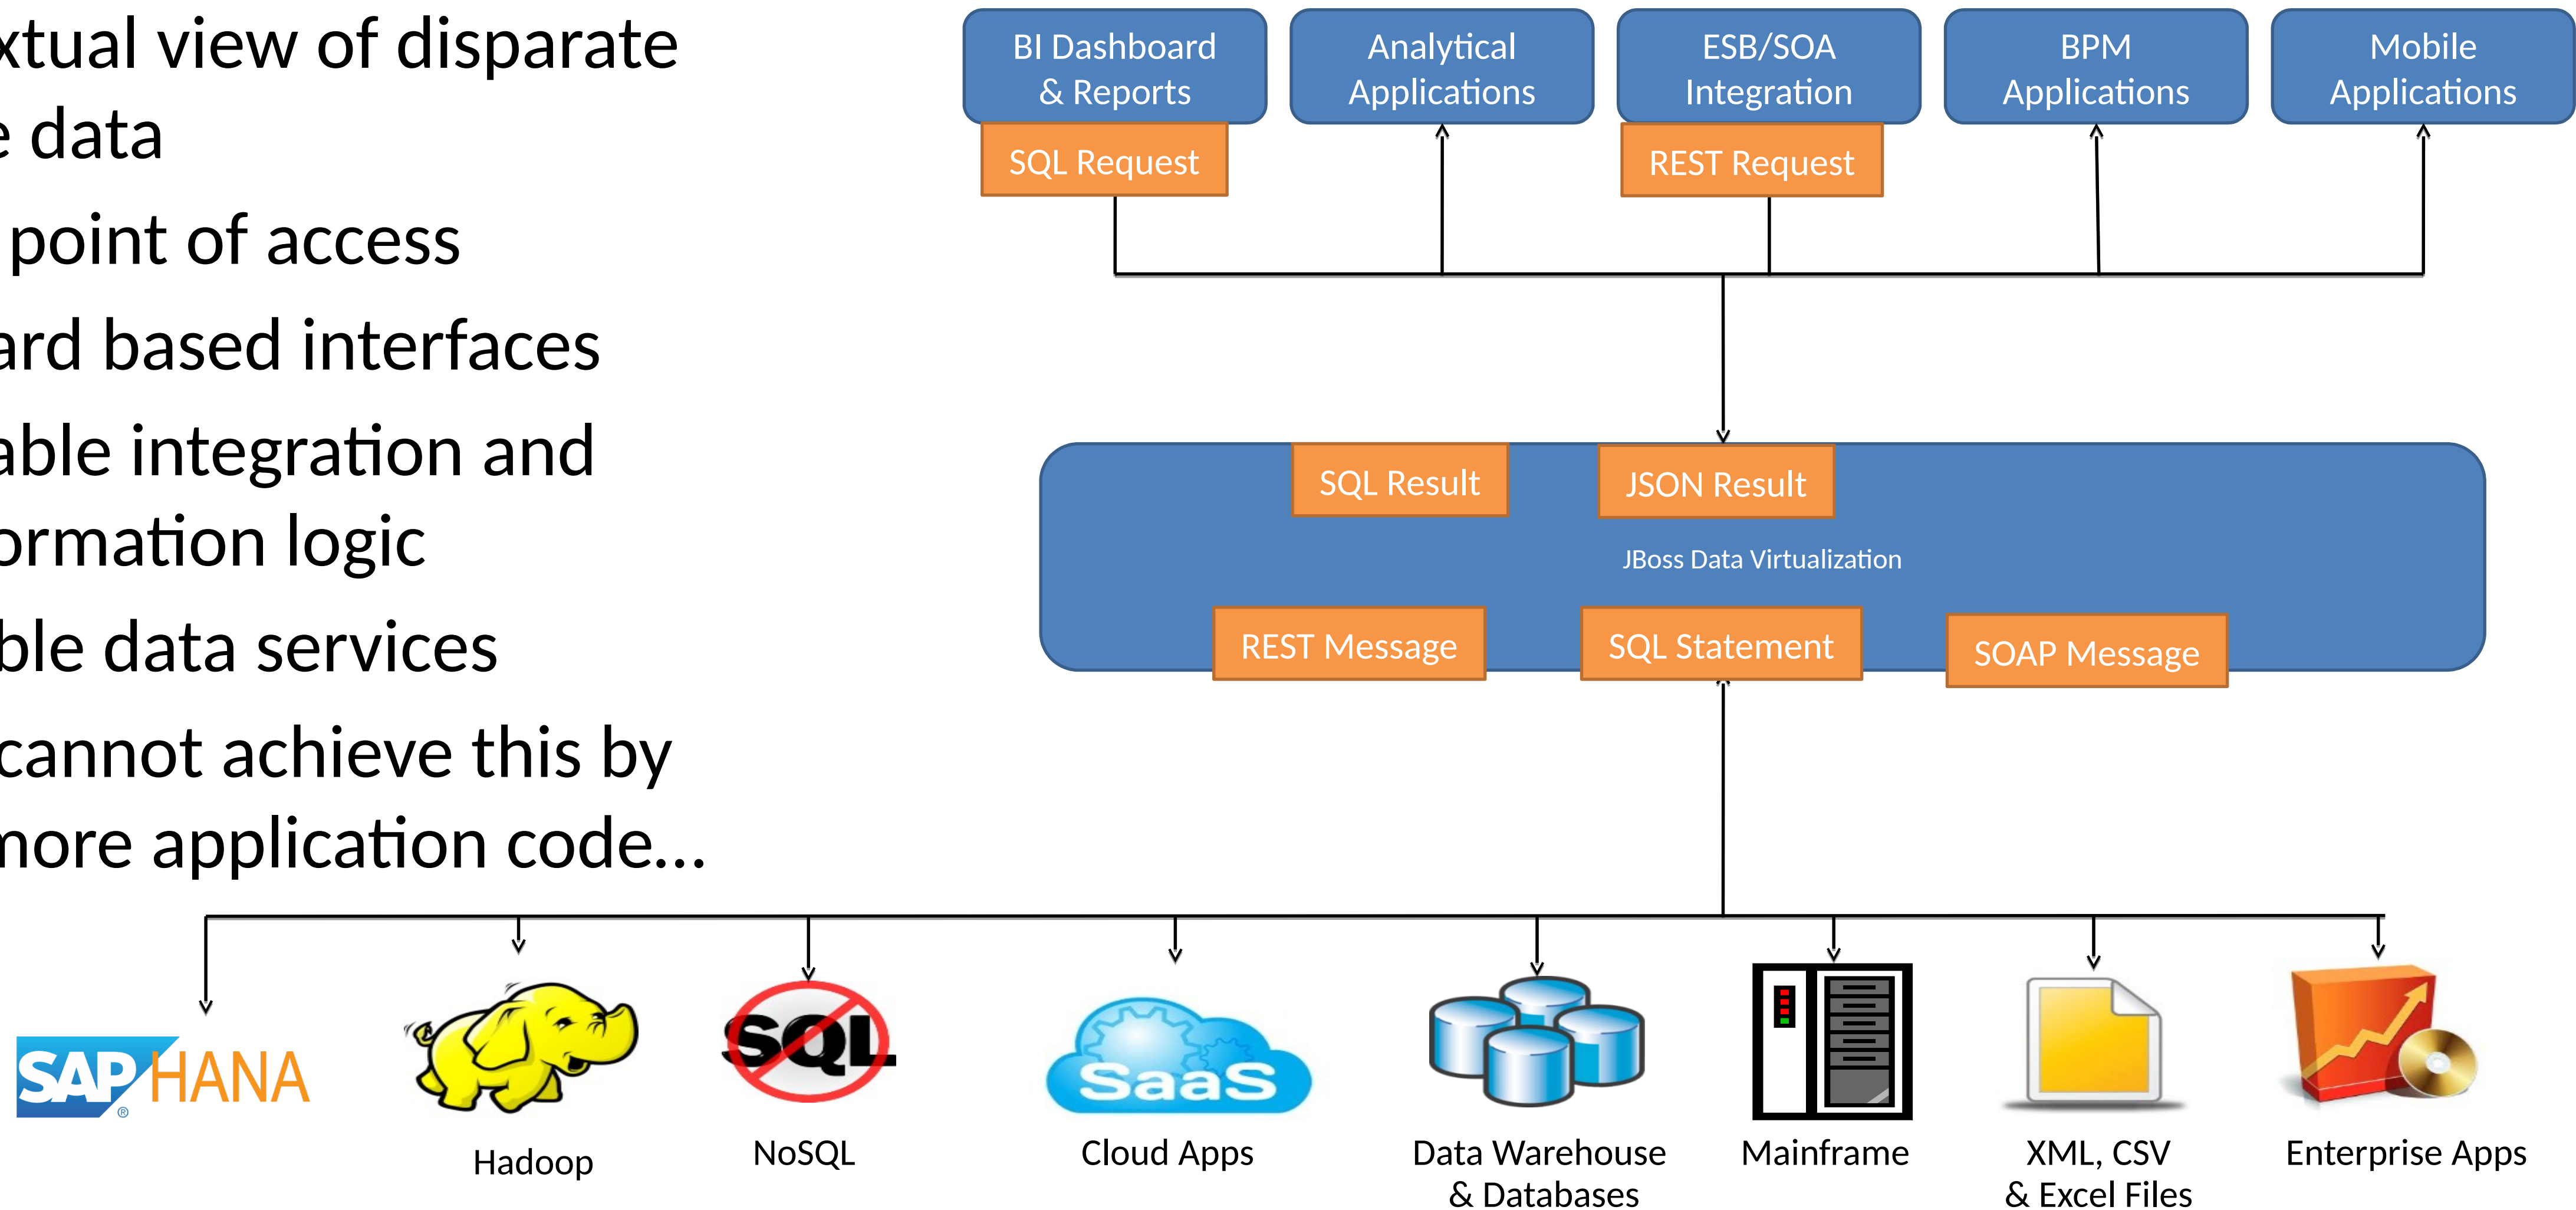 xtual view of disparate
e data
point of access
ard based interfaces
able integration and
ormation logic
ble data services
cannot achieve this by
more application code…
BI Dashboard
& Reports
Analytical
Applications
ESB/SOA
Integration
BPM
Applications
Mobile
Applications
SQL Request
REST Request
SQL Result
JSON Result
JBoss Data Virtualization
REST Message
SQL Statement
SOAP Message
SAP HANA
®
SQL
SaaS
Hadoop
NoSQL
Cloud Apps
Data Warehouse
& Databases
Mainframe
XML, CSV
& Excel Files
Enterprise Apps